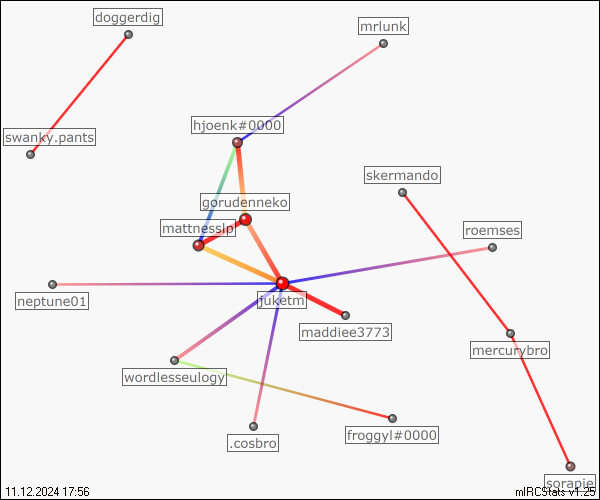 doggerdig
mrlunk
hjoenk#0000
swanky.pants
skermando
gorudenneko
mattnesslp
roemses
neptune01
juketm
maddiee3773
mercurybro
wordlesseulogy
.cosbro
froggyl#0000
sorapie
11.12.2024 17:56
mIRCStats v1.25